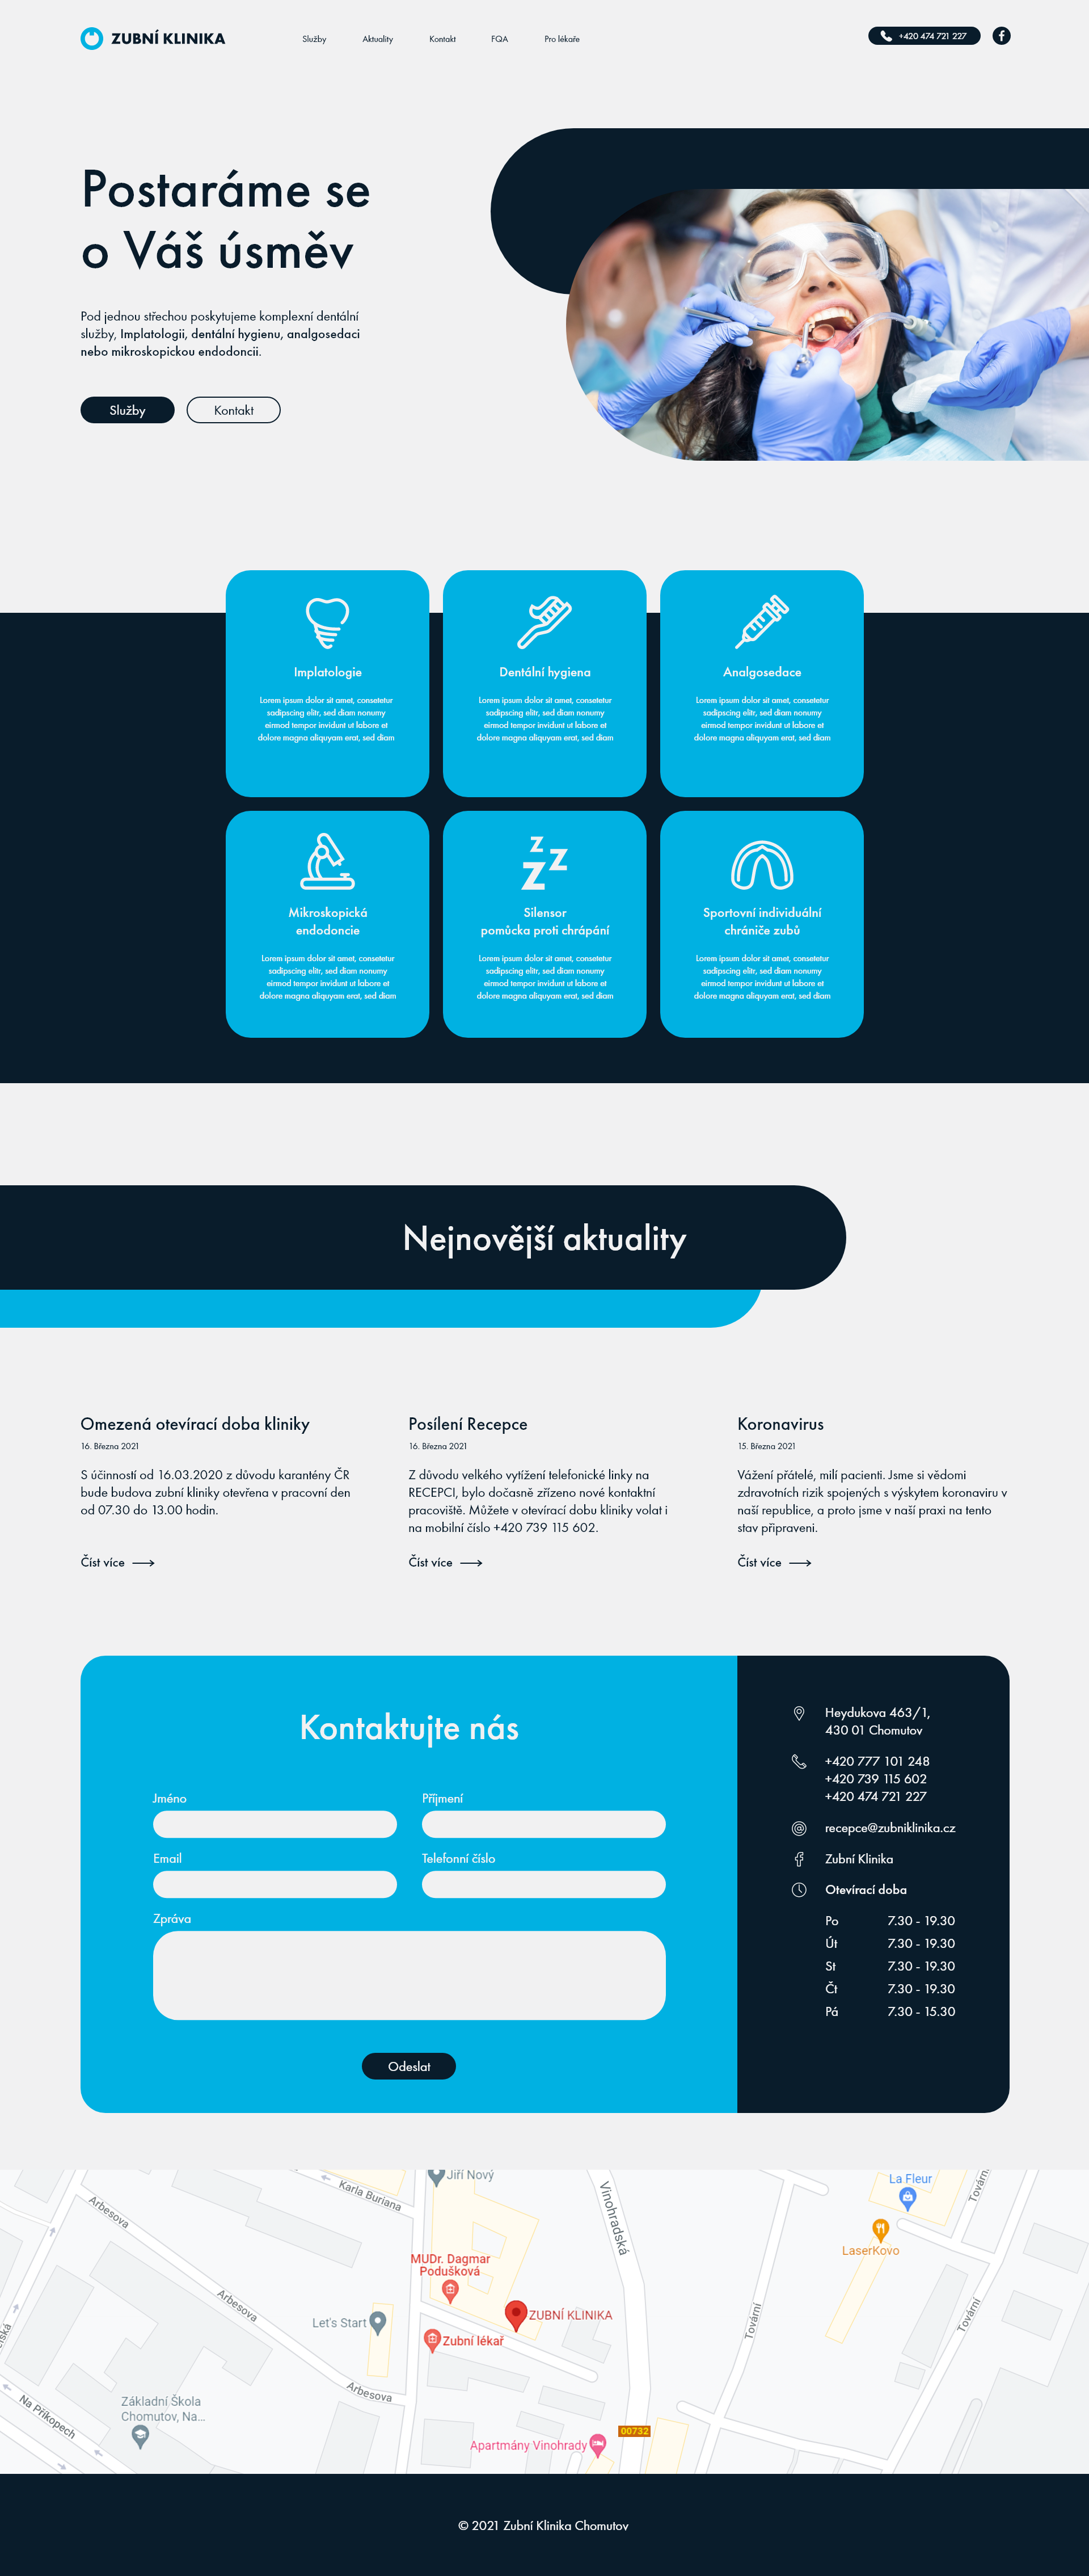 ZUBNÍ KLINIKA
Služby
Aktuality
Kontakt
FQA
Pro lékaře
+420 474 721 227
Postaráme se
o Váš úsměv
Pod jednou střechou poskytujeme komplexní dentální
služby, Implatologii, dentální hygienu, analgosedaci
nebo mikroskopickou endodoncii.
Služby
Kontakt
Implatologie
Lorem ipsum dolor sit amet, consetetur
sadipscing elitr, sed diam nonumy
eirmod tempor invidunt ut labore et
dolore magna aliquyam erat, sed diam
Dentální hygiena
Lorem ipsum dolor sit amet, consetetur
sadipscing elitr, sed diam nonumy
eirmod tempor invidunt ut labore et
dolore magna aliquyam erat, sed diam
Analgosedace
Lorem ipsum dolor sit amet, consetetur
sadipscing elitr, sed diam nonumy
eirmod tempor invidunt ut labore et
dolore magna aliquyam erat, sed diam
Mikroskopická
endodoncie
Lorem ipsum dolor sit amet, consetetur
sadipscing elitr, sed diam nonumy
eirmod tempor invidunt ut labore et
dolore magna aliquyam erat, sed diam
z
z
z
Silensor
pomůcka proti chrápání
Lorem ipsum dolor sit amet, consetetur
sadipscing elitr, sed diam nonumy
eirmod tempor invidunt ut labore et
dolore magna aliquyam erat, sed diam
Sportovní individuální
chrániče zubů
Lorem ipsum dolor sit amet, consetetur
sadipscing elitr, sed diam nonumy
eirmod tempor invidunt ut labore et
dolore magna aliquyam erat, sed diam
Nejnovější aktuality
Omezená otevírací doba kliniky
16. Března 2021
S účinností od 16.03.2020 z důvodu karantény ČR
bude budova zubní kliniky otevřena v pracovní den
od 07.30 do 13.00 hodin.
Číst více
Posílení Recepce
16. Března 2021
Z důvodu velkého vytížení telefonické linky na
RECEPCI, bylo dočasně zřízeno nové kontaktní
pracoviště. Můžete v otevírací dobu kliniky volat i
na mobilní číslo +420 739 115 602.
Číst více
Koronavirus
15. Března 2021
Vážení přátelé, milí pacienti. Jsme si vědomi
zdravotních rizik spojených s výskytem koronaviru v
naší republice, a proto jsme v naší praxi na tento
stav připraveni.
Číst více
Kontaktujte nás
Jméno
Příjmení
Email
Telefonní číslo
Zpráva
Odeslat
Heydukova 463/1,
430 01 Chomutov
+420 777 101 248
+420 739 115 602
+420 474 721 227
recepce@zubniklinika.cz
Zubní Klinika
Otevírací doba
Po 7.30 - 19.30
Út 7.30 - 19.30
St 7.30 - 19.30
Čt 7.30 - 19.30
Pá 7.30 - 15.30
Jiří Nový
Karla Buriana
Arbesova
Vinohradská
La Fleur
Tovární
LaserKovo
MUDr. Dagmar
Podušková
Arbesova
ZUBNÍ KLINIKA
Let's Start
Zubní lékař
Tovární
Tovární
Arbesova
Základní Škola
Chomutov, Na...
Na Příkopech
00732
Apartmány Vinohrady
© 2021 Zubní Klinika Chomutov